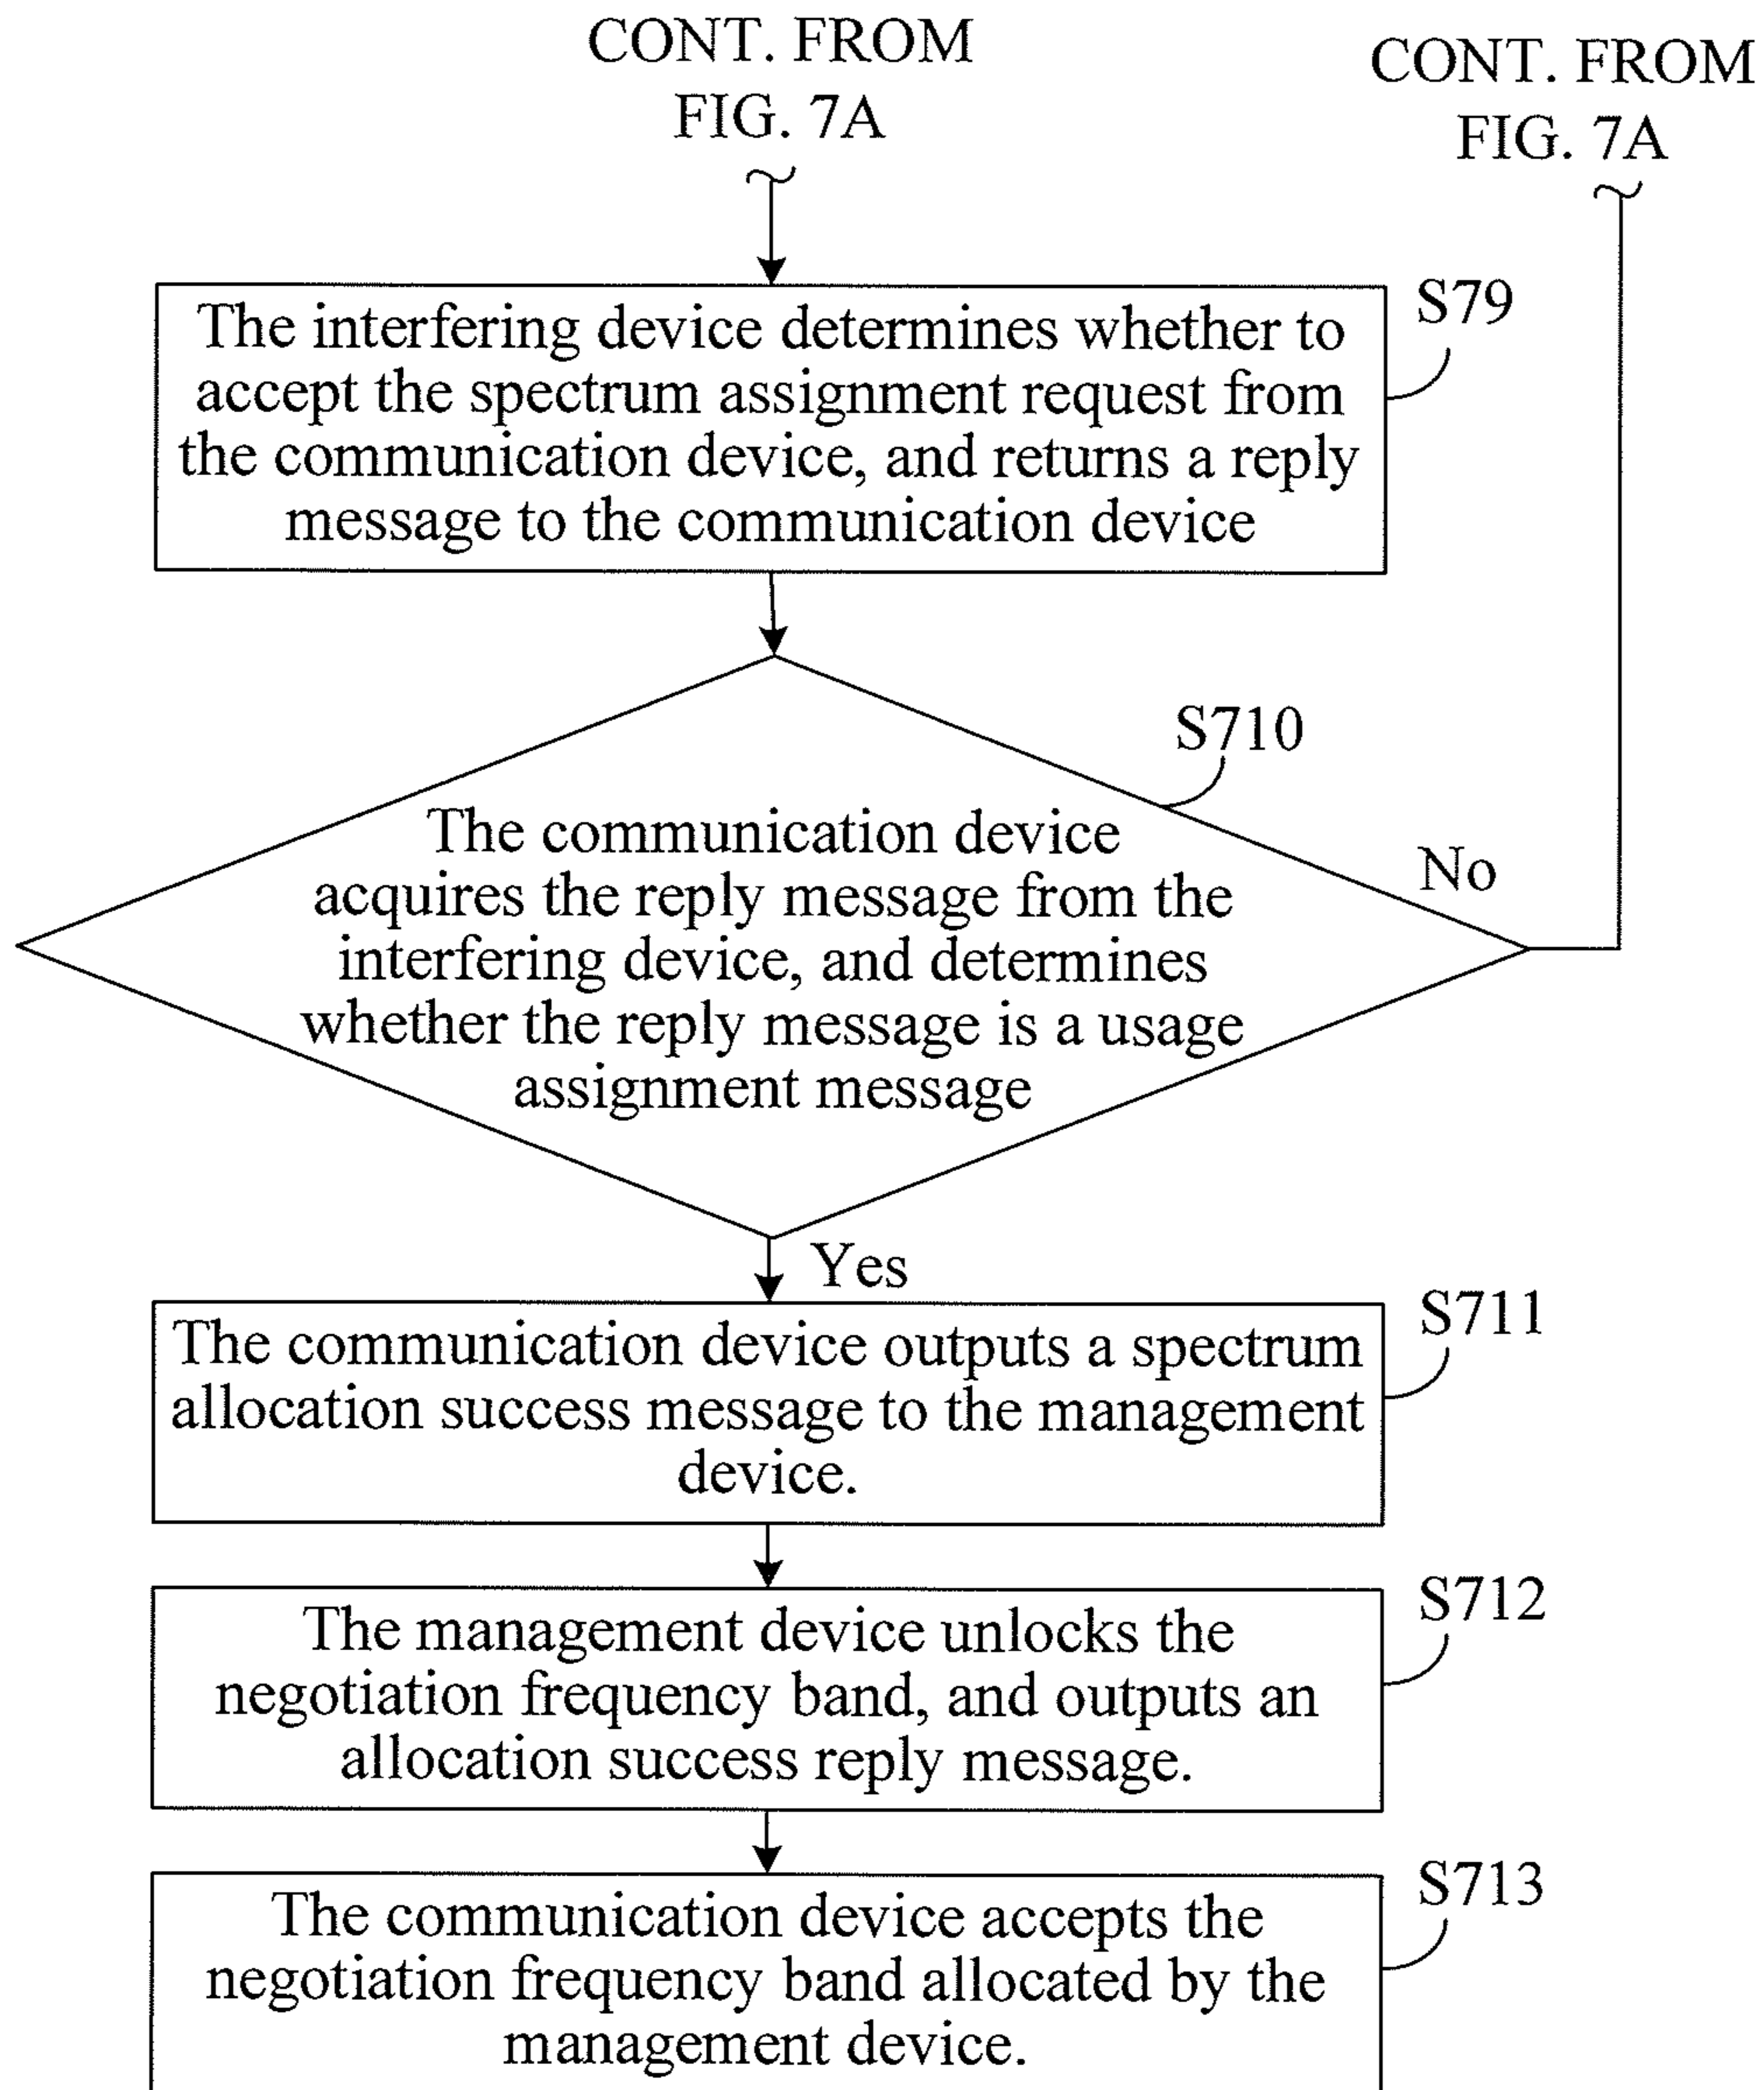 CONT. FROM
FIG. 7A
CONT. FROM
FIG. 7A
S79
The interfering device determines whether to
accept the spectrum assignment request from
the communication device, and returns a reply
message to the communication device
S710
The communication device
acquires the reply message from the
interfering device, and determines
whether the reply message is a usage
assignment message
No
Yes
S711
The communication device outputs a spectrum
allocation success message to the management
device.
S712
The management device unlocks the
negotiation frequency band, and outputs an
allocation success reply message.
S713
The communication device accepts the
negotiation frequency band allocated by the
management device.